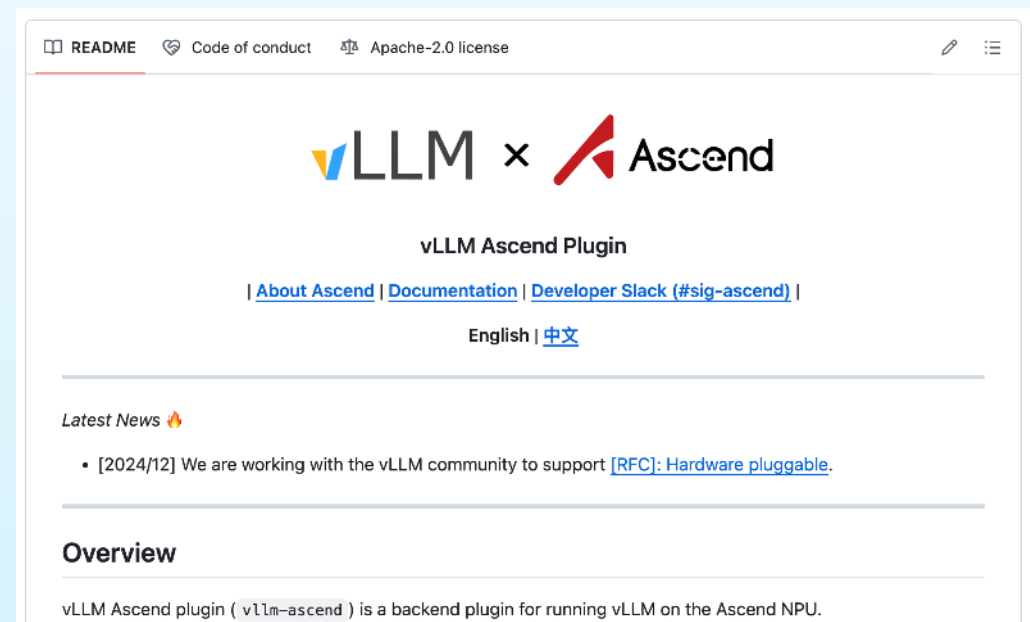 README Code of conduct Apache-2.0 license
vLLM × Ascend
vLLM Ascend Plugin
| About Ascend | Documentation | Developer Slack (#sig-ascend) |
English | 中文
Latest News 🔥
• [2024/12] We are working with the vLLM community to support [RFC]: Hardware pluggable.
Overview
vLLM Ascend plugin ( vllm-ascend ) is a backend plugin for running vLLM on the Ascend NPU.